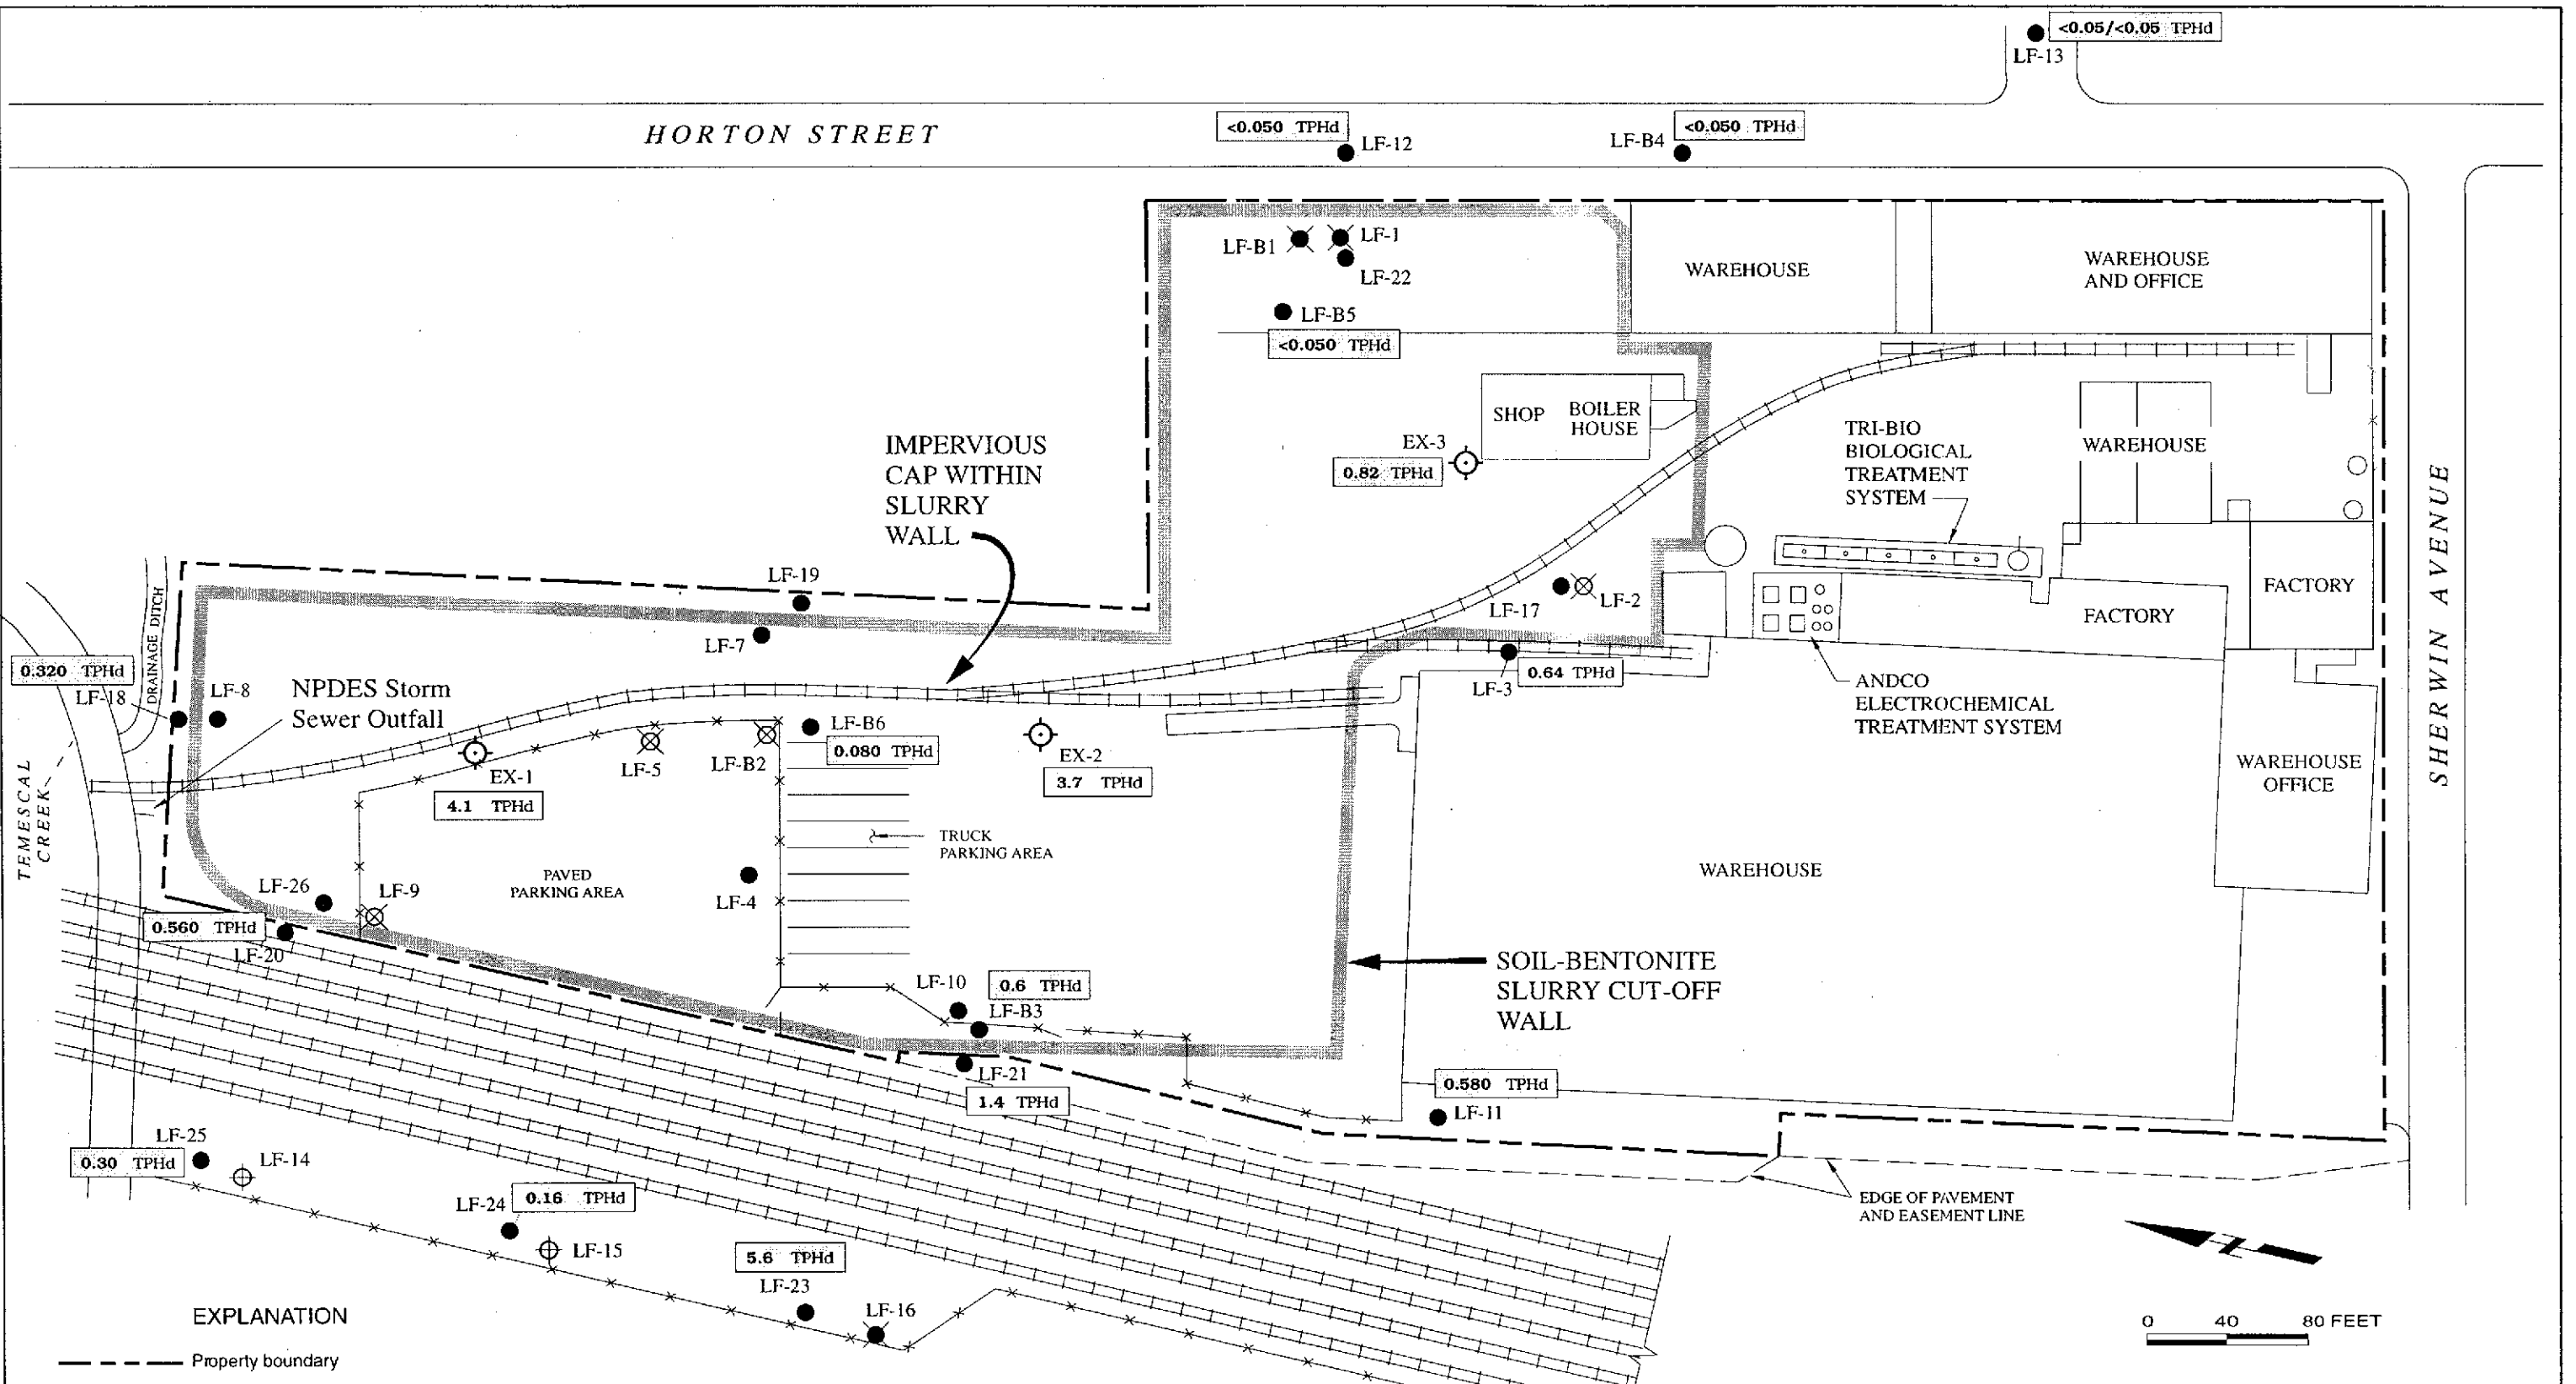 <0.05/<0.05 TPHd
LF-13
HORTON STREET
<0.050 TPHd
LF-12
LF-B4
<0.050 TPHd
LF-B1
LF-1
LF-22
LF-B5
<0.050 TPHd
WAREHOUSE
WAREHOUSE
AND OFFICE
SHOP
BOILER
HOUSE
EX-3
0.82 TPHd
TRI-BIO
BIOLOGICAL
TREATMENT
SYSTEM
WAREHOUSE
IMPERVIOUS
CAP WITHIN
SLURRY
WALL
SHERWIN AVENUE
LF-19
LF-7
LF-17
LF-2
FACTORY
FACTORY
DRAINAGE DITCH
0.320 TPHd
LF-18
LF-8
NPDES Storm
Sewer Outfall
LF-3
0.64 TPHd
ANDCO
ELECTROCHEMICAL
TREATMENT SYSTEM
LF-B6
0.080 TPHd
LF-5
LF-B2
EX-1
4.1 TPHd
EX-2
3.7 TPHd
WAREHOUSE
OFFICE
TEMESCAL
CREEK
TRUCK
PARKING AREA
PAVED
PARKING AREA
WAREHOUSE
LF-26
LF-9
LF-4
0.560 TPHd
LF-20
SOIL-BENTONITE
SLURRY CUT-OFF
WALL
LF-10
0.6 TPHd
LF-B3
LF-21
1.4 TPHd
0.580 TPHd
LF-11
LF-25
0.30 TPHd
LF-14
LF-24
0.16 TPHd
LF-15
5.6 TPHd
LF-23
LF-16
EDGE OF PAVEMENT
AND EASEMENT LINE
EXPLANATION
Property boundary
0 40 80 FEET